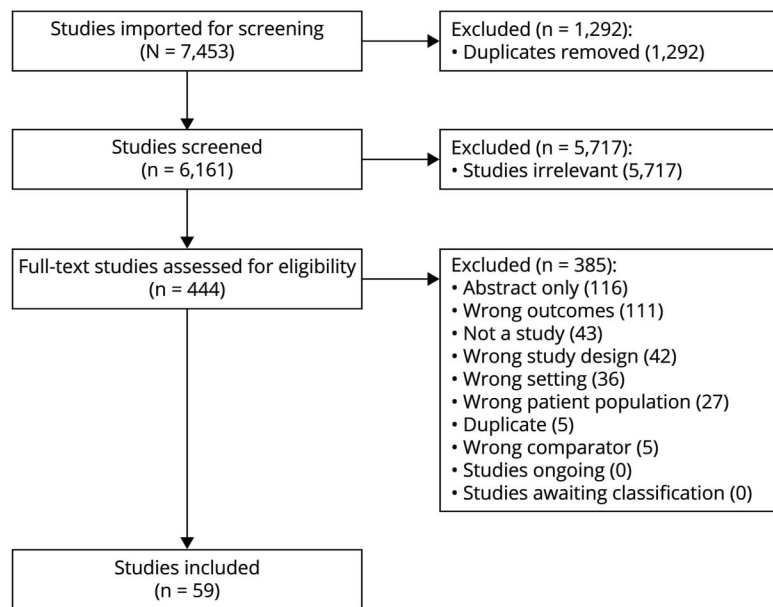 Studies imported for screening
(N = 7,453)
Excluded (n = 1,292):
• Duplicates removed (1,292)
Studies screened
(n = 6,161)
Excluded (n = 5,717):
• Studies irrelevant (5,717)
Full-text studies assessed for eligibility
(n = 444)
Excluded (n = 385):
• Abstract only (116)
• Wrong outcomes (111)
• Not a study (43)
• Wrong study design (42)
• Wrong setting (36)
• Wrong patient population (27)
• Duplicate (5)
• Wrong comparator (5)
• Studies ongoing (0)
• Studies awaiting classification (0)
Studies included
(n = 59)